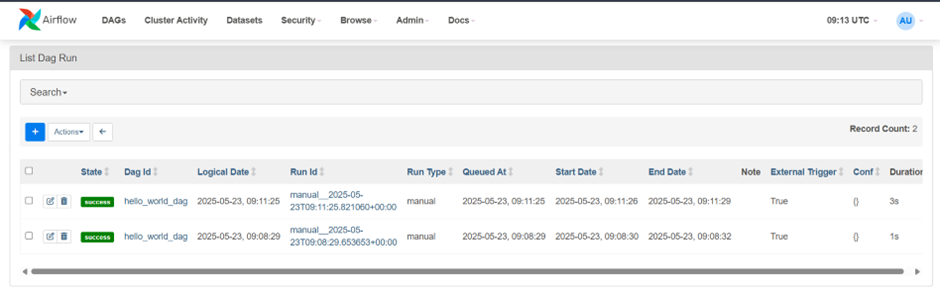 Airflow DAGs Cluster Activity Datasets Security Browse Admin Docs 09:13 UTC AU
List Dag Run
Search
+ Actions Record Count: 2
State Dag Id Logical Date Run Id Run Type Queued At Start Date End Date Note External Trigger Conf Duration
success hello_world_dag 2025-05-23, 09:11:25 manual__2025-05- manual 2025-05-23, 09:11:25 2025-05-23, 09:11:26 2025-05-23, 09:11:29 True {} 3s
23T09:11:25.821060+00:00
success hello_world_dag 2025-05-23, 09:08:29 manual__2025-05- manual 2025-05-23, 09:08:29 2025-05-23, 09:08:30 2025-05-23, 09:08:32 True {} 1s
23T09:08:29.653653+00:00